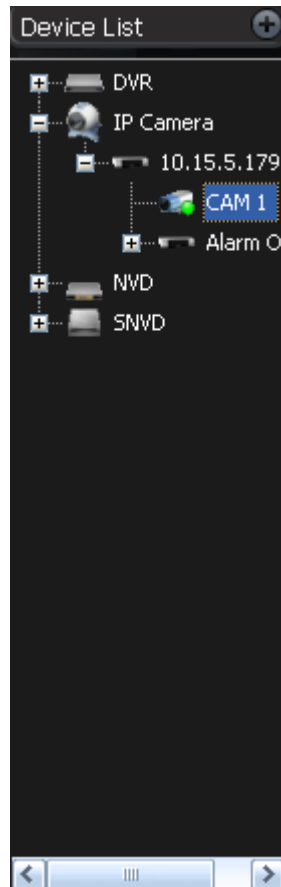 Device List
DVR
IP Camera
10.15.5.179
CAM 1
Alarm O
NVD
SNVD